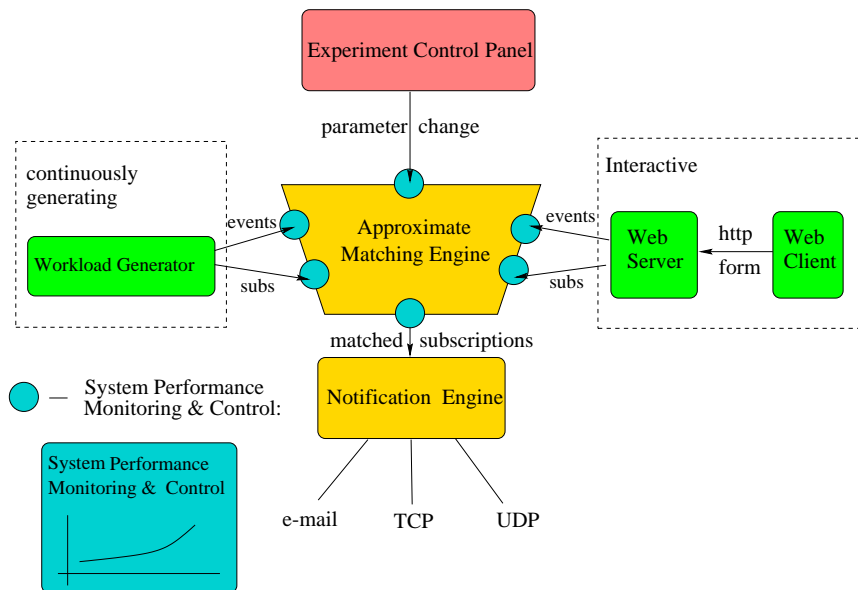 Experiment Control Panel
parameter change
continuously
generating
Interactive
events
Approximate
Matching Engine
events
Workload Generator
Web
Server
http
form
Web
Client
subs
subs
matched subscriptions
System Performance
Monitoring & Control:
Notification Engine
System Performance
Monitoring & Control
e-mail
TCP
UDP